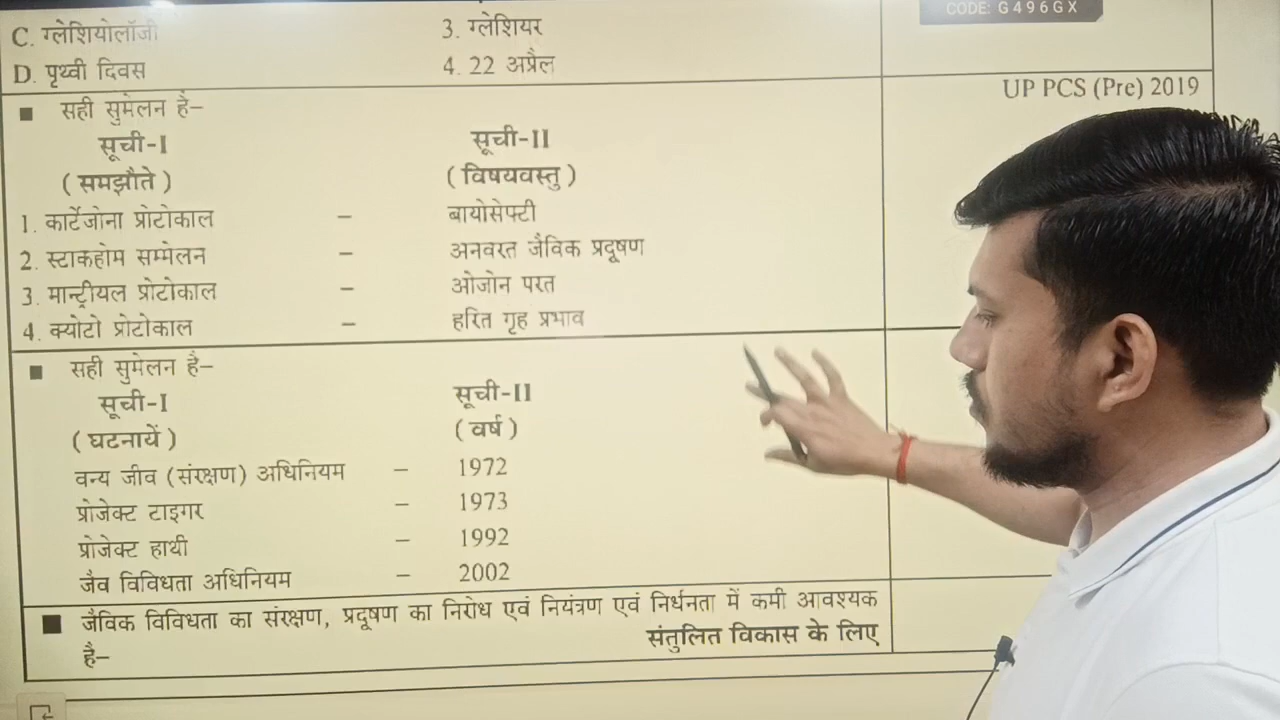 CODE: G496GX
C. ग्लेशियोलॉजी 3. ग्लेशियर
D. पृथ्वी दिवस 4. 22 अप्रैल
UP PCS (Pre) 2019
■ सही सुमेलन है–
सूची-I सूची-II
( समझौते ) ( विषयवस्तु )
1. कार्टेजोना प्रोटोकाल – बायोसेफ्टी
2. स्टाकहोम सम्मेलन – अनवरत जैविक प्रदूषण
3. मान्ट्रीयल प्रोटोकाल – ओजोन परत
4. क्योटो प्रोटोकाल – हरित गृह प्रभाव
■ सही सुमेलन है–
सूची-I सूची-II
( घटनायें ) ( वर्ष )
वन्य जीव (संरक्षण) अधिनियम – 1972
प्रोजेक्ट टाइगर – 1973
प्रोजेक्ट हाथी – 1992
जैव विविधता अधिनियम – 2002
■ जैविक विविधता का संरक्षण, प्रदूषण का निरोध एवं नियंत्रण एवं निर्धनता में कमी आवश्यक
है– संतुलित विकास के लिए